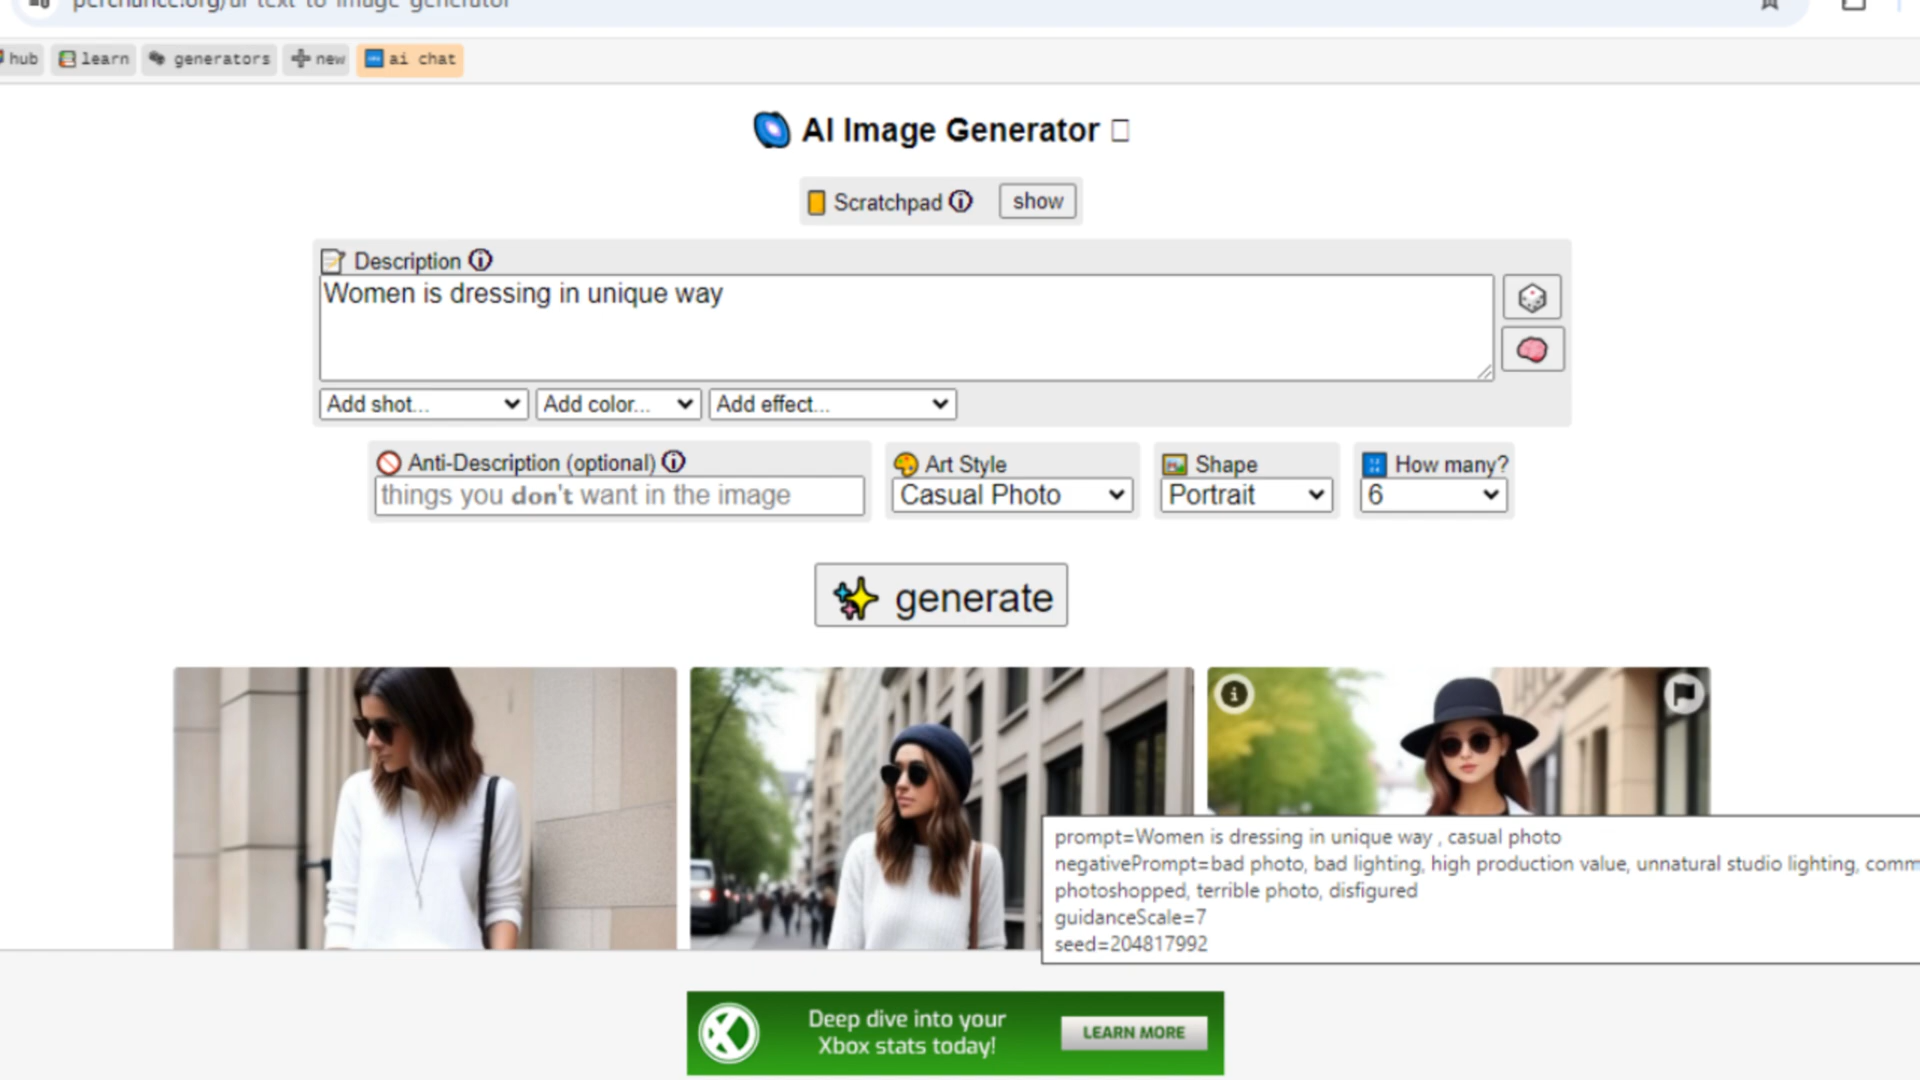 hub learn generators new ai chat
AI Image Generator
Scratchpad show
Description
Women is dressing in unique way
Add shot... Add color... Add effect...
Anti-Description (optional) Art Style Shape How many?
things you don't want in the image Casual Photo Portrait 6
generate
prompt=Women is dressing in unique way , casual photo
negativePrompt=bad photo, bad lighting, high production value, unnatural studio lighting,
photoshopped, terrible photo, disfigured
guidanceScale=7
seed=204817992
Deep dive into your
Xbox stats today!
LEARN MORE